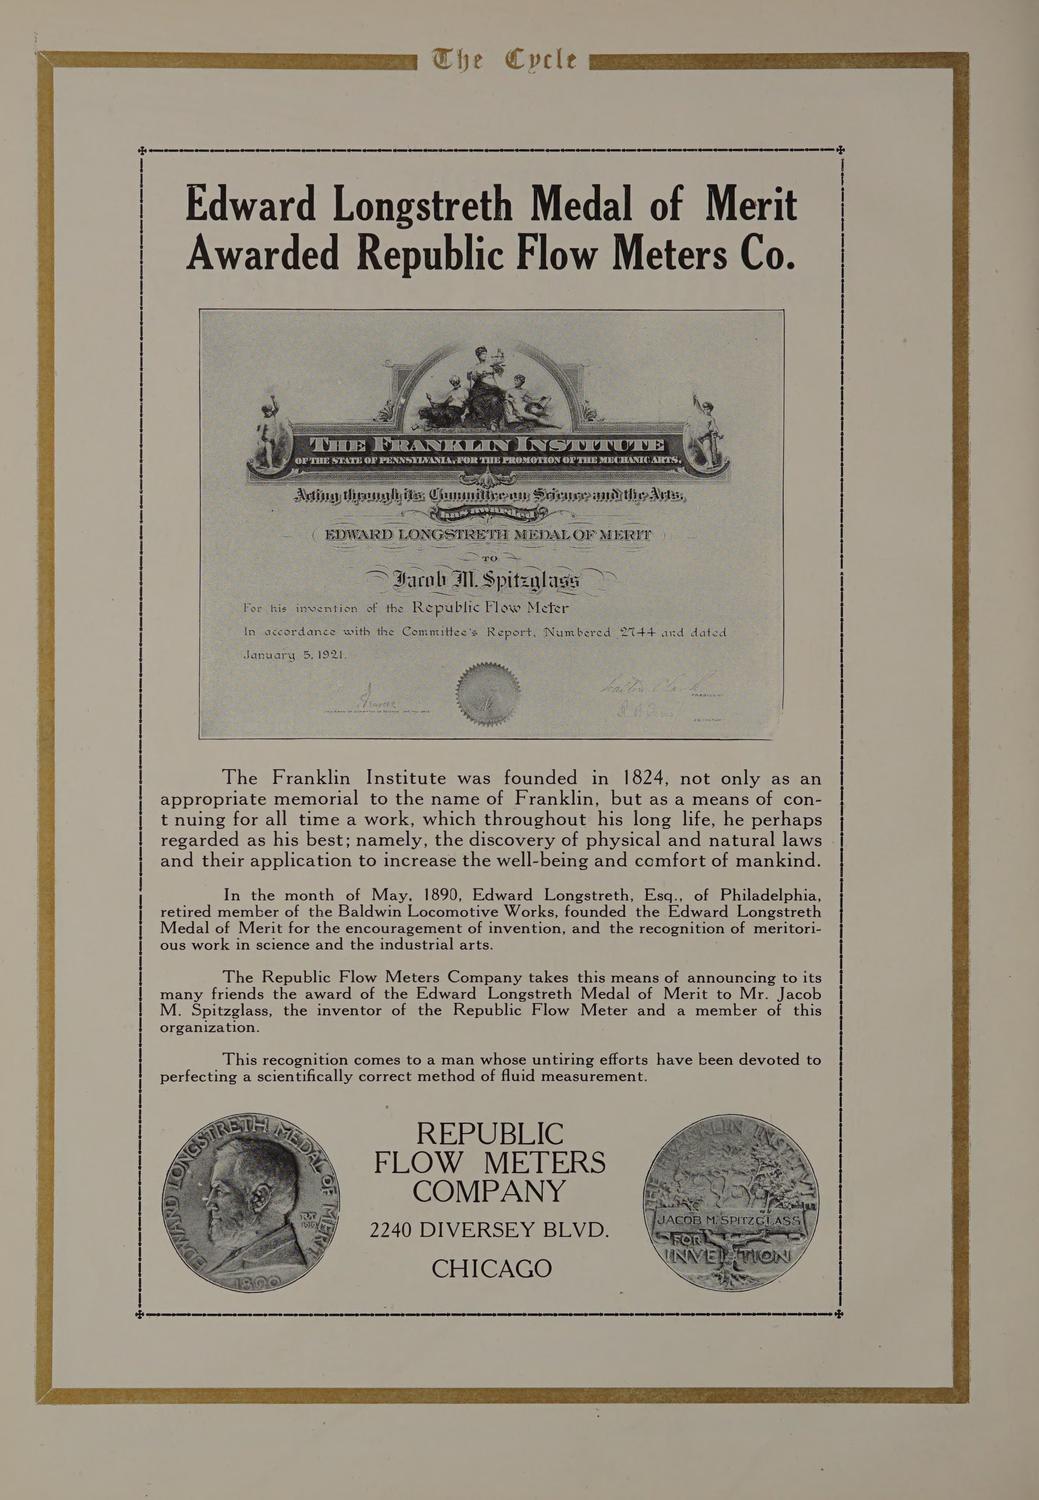 The Cycle
Edward Longstreth Medal of Merit
Awarded Republic Flow Meters Co.
THE FRANKLIN INSTITUTE
OF THE STATE OF PENNSYLVANIA, FOR THE PROMOTION OF THE MECHANIC ARTS,
Acting through its Committee on Science and the Arts,
has awarded
EDWARD LONGSTRETH MEDAL OF MERIT
TO
Jacob M. Spitzglass
For his invention of the Republic Flow Meter
In accordance with the Committee's Report, Numbered 2744 and dated
January 5, 1921.
The Franklin Institute was founded in 1824, not only as an
appropriate memorial to the name of Franklin, but as a means of con-
t nuing for all time a work, which throughout his long life, he perhaps
regarded as his best; namely, the discovery of physical and natural laws
and their application to increase the well-being and comfort of mankind.
In the month of May, 1890, Edward Longstreth, Esq., of Philadelphia,
retired member of the Baldwin Locomotive Works, founded the Edward Longstreth
Medal of Merit for the encouragement of invention, and the recognition of meritori-
ous work in science and the industrial arts.
The Republic Flow Meters Company takes this means of announcing to its
many friends the award of the Edward Longstreth Medal of Merit to Mr. Jacob
M. Spitzglass, the inventor of the Republic Flow Meter and a member of this
organization.
This recognition comes to a man whose untiring efforts have been devoted to
perfecting a scientifically correct method of fluid measurement.
EDWARD LONGSTRETH MEDAL OF MERIT
1890
REPUBLIC
FLOW METERS
COMPANY
2240 DIVERSEY BLVD.
CHICAGO
THE FRANKLIN INSTITVTE
JACOB M. SPITZGLASS
FOR
INVENTION